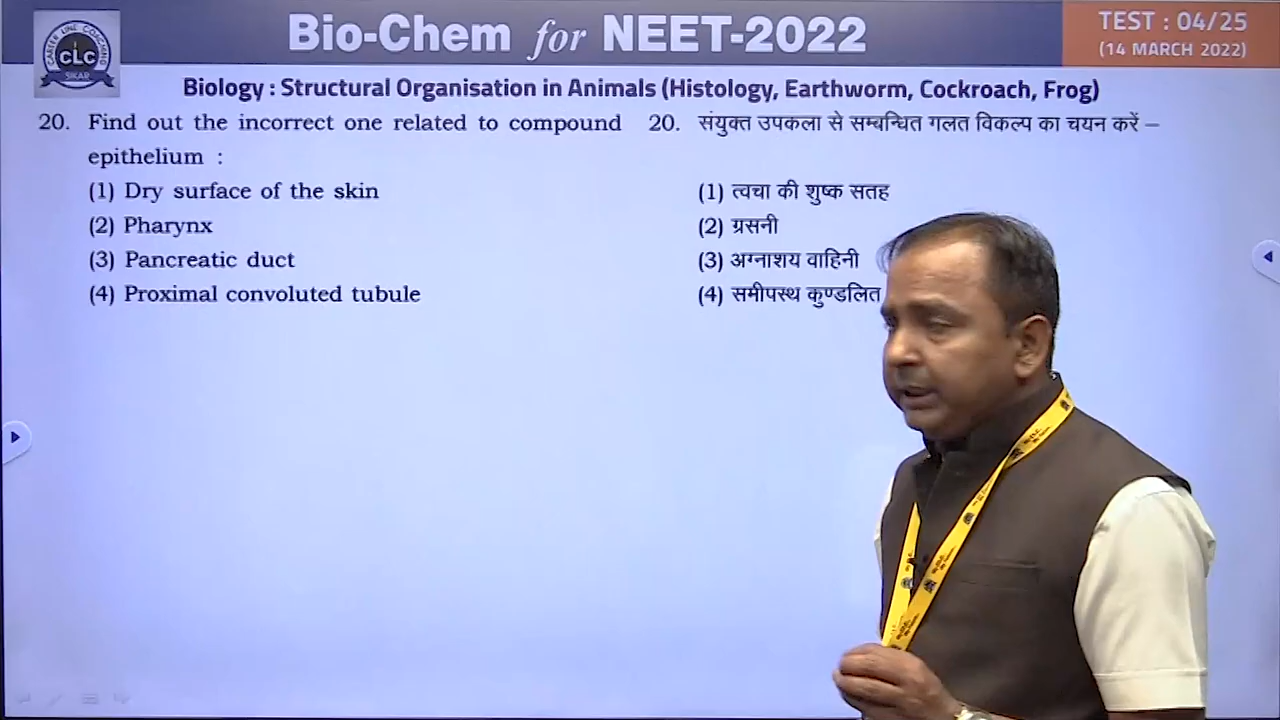 CAREER LINE COACHING
CLC
SIKAR
Bio-Chem for NEET-2022
TEST : 04/25
(14 MARCH 2022)
Biology : Structural Organisation in Animals (Histology, Earthworm, Cockroach, Frog)
20. Find out the incorrect one related to compound
epithelium :
(1) Dry surface of the skin
(2) Pharynx
(3) Pancreatic duct
(4) Proximal convoluted tubule
20. संयुक्त उपकला से सम्बन्धित गलत विकल्प का चयन करें –
(1) त्वचा की शुष्क सतह
(2) ग्रसनी
(3) अग्नाशय वाहिनी
(4) समीपस्थ कुण्डलित